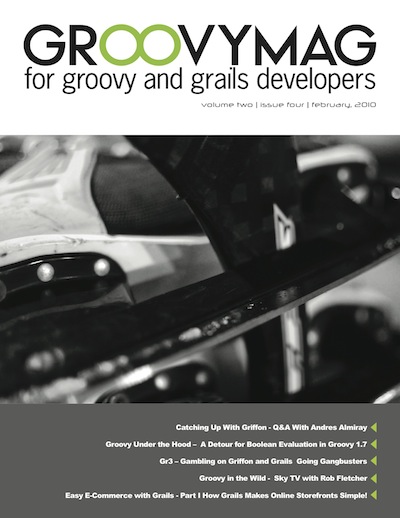 GROOVYMAG
for groovy and grails developers
volume two | issue four | february, 2010
Catching Up With Griffon - Q&A With Andres Almiray
Groovy Under the Hood – A Detour for Boolean Evaluation in Groovy 1.7
Gr3 – Gambling on Griffon and Grails Going Gangbusters
Groovy in the Wild - Sky TV with Rob Fletcher
Easy E-Commerce with Grails - Part I How Grails Makes Online Storefronts Simple!